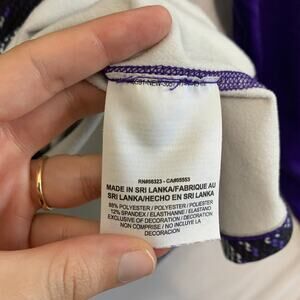 RN#56323 - CA#05553
MADE IN SRI LANKA/FABRIQUE AU
SRI LANKA/HECHO EN SRI LANKA
88% POLYESTER / POLYESTER / POLIESTER
12% SPANDEX / ELASTHANNE / ELASTANO
EXCLUSIVE OF DECORATION / DECORATION
NON COMPRISE / NO INCLUYE LA
DECORACION